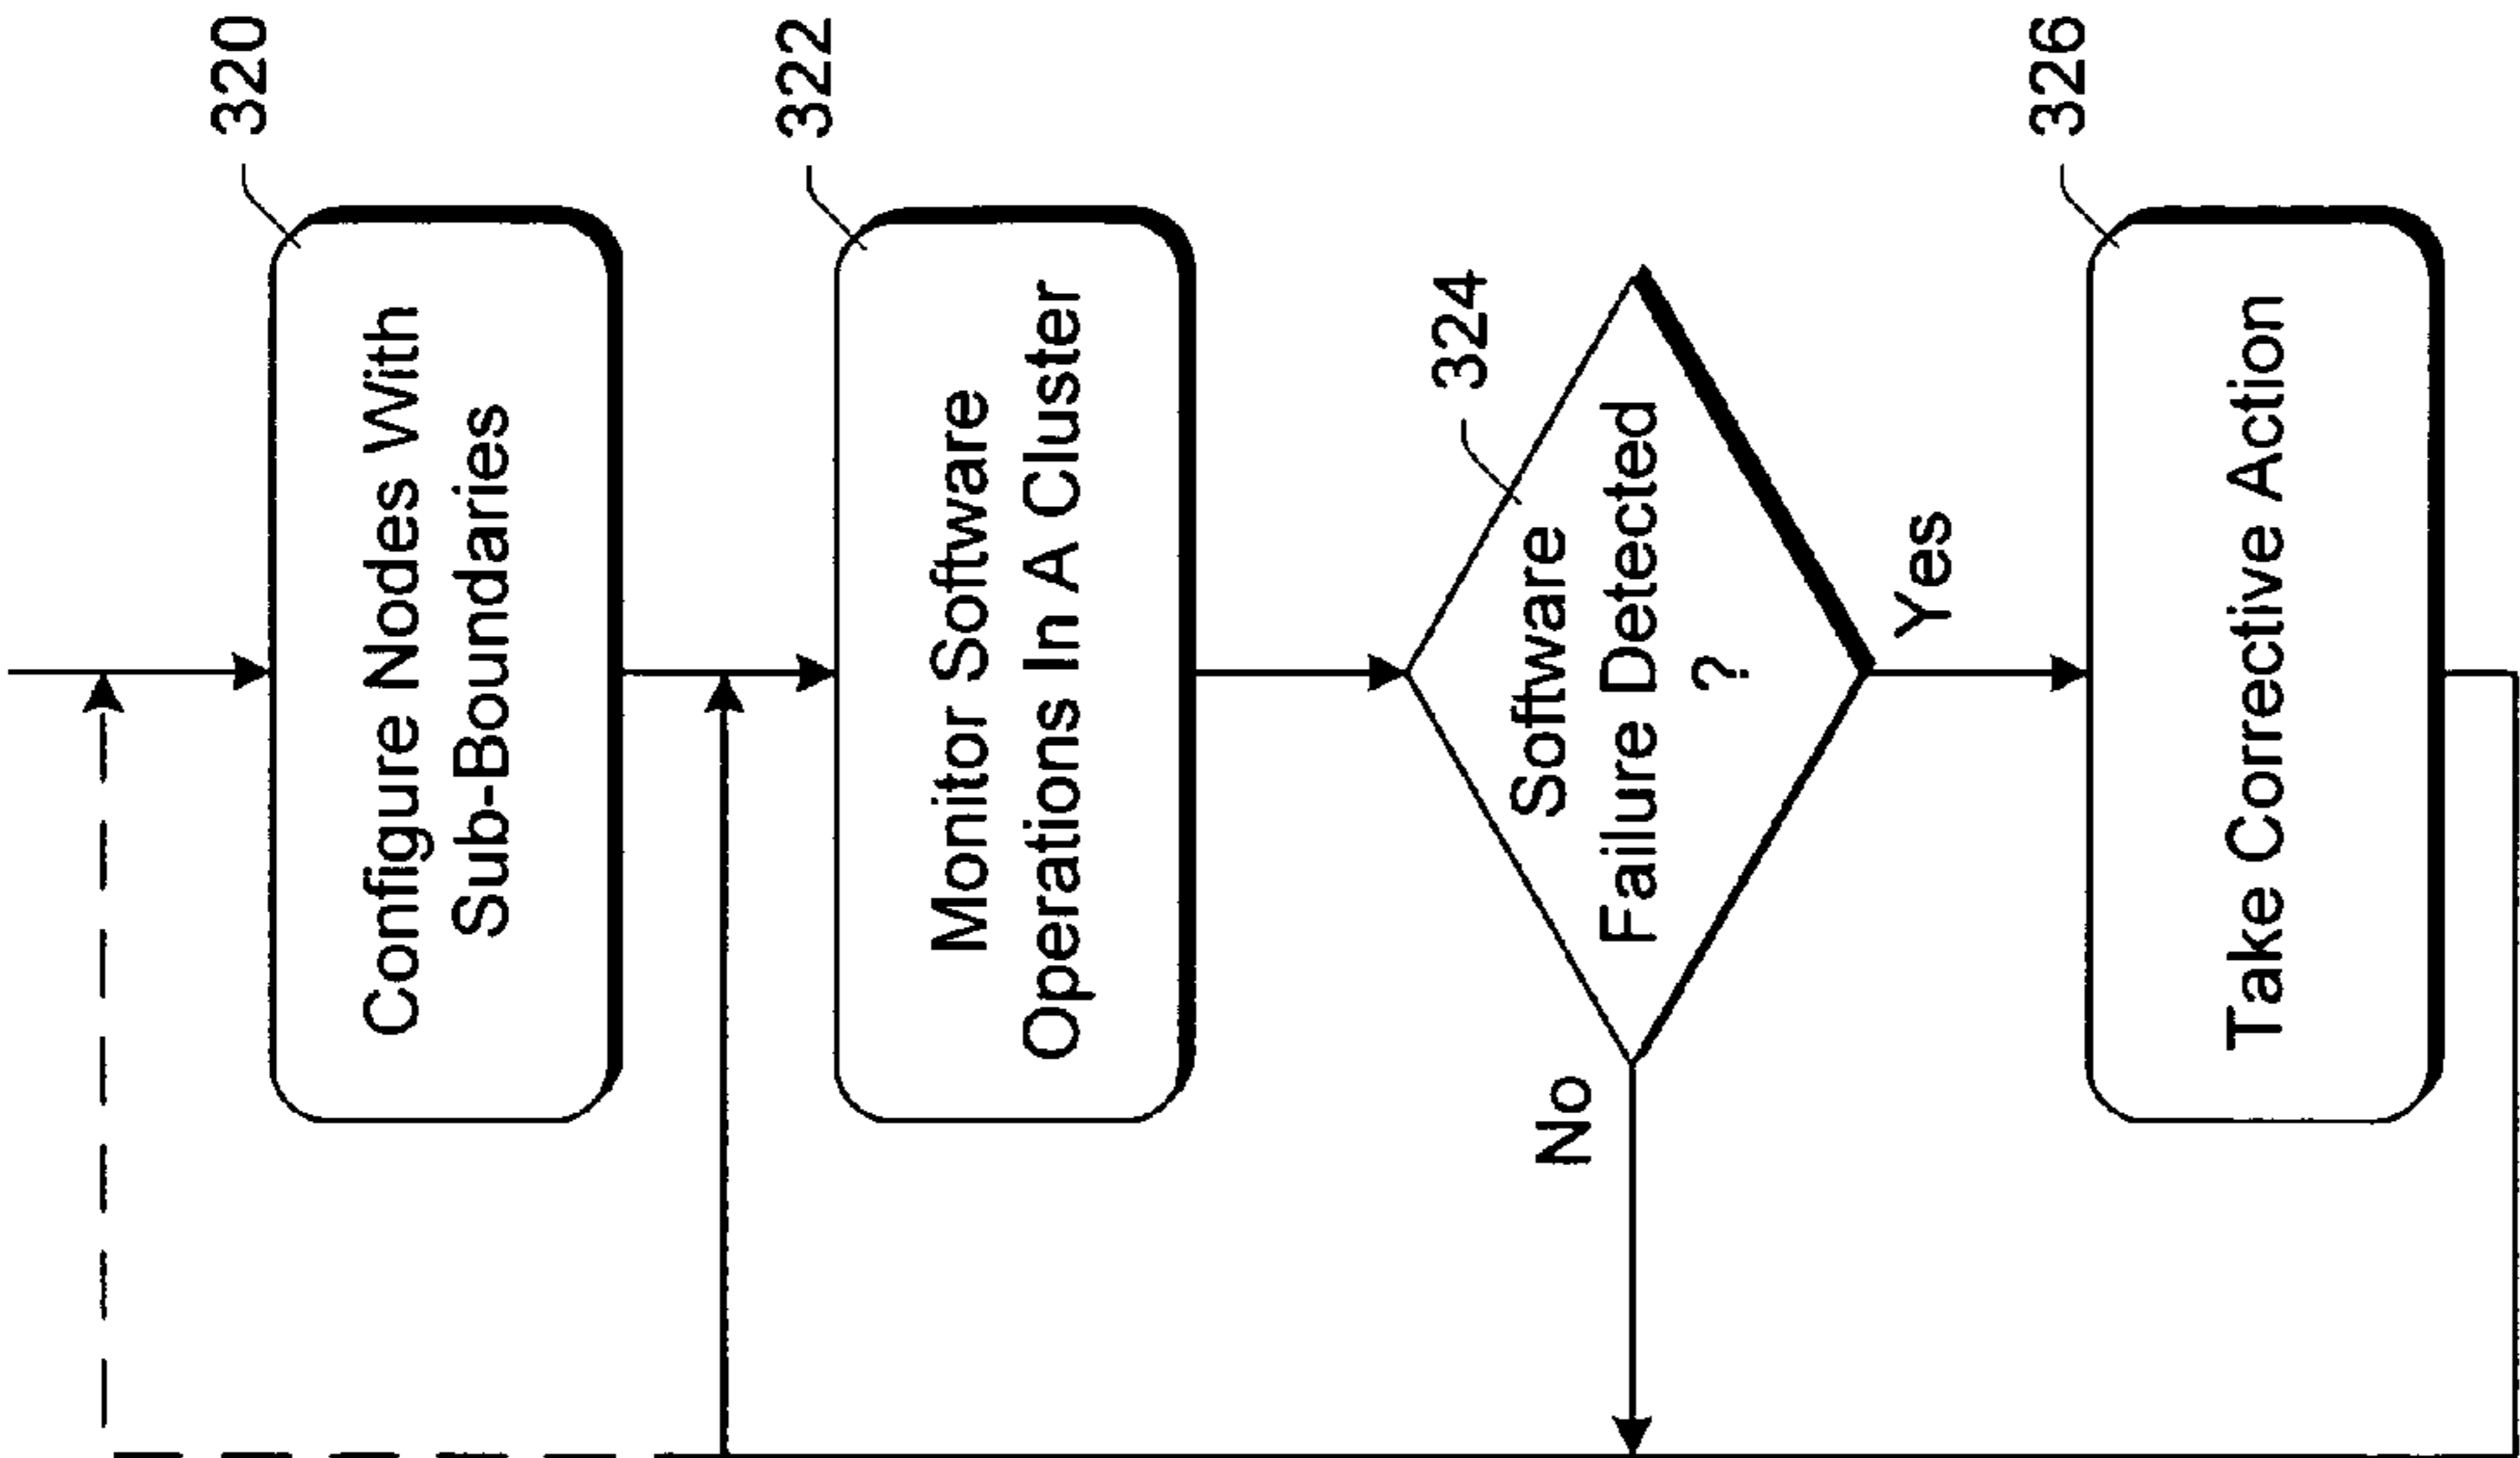 320
Configure Nodes With
Sub-Boundaries
322
Monitor Software
Operations In A Cluster
324
Software
Failure Detected
?
No
Yes
326
Take Corrective Action